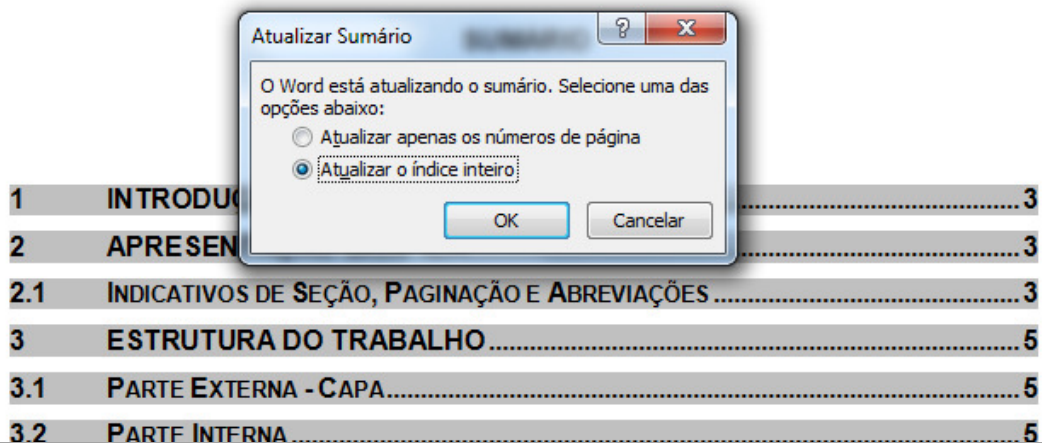 Atualizar Sumário
SUMÁRIO
O Word está atualizando o sumário. Selecione uma das
opções abaixo:
Atualizar apenas os números de página
Atualizar o índice inteiro
OK Cancelar
1 INTRODUÇ 3
2 APRESEN 3
2.1 INDICATIVOS DE SEÇÃO, PAGINAÇÃO E ABREVIAÇÕES 3
3 ESTRUTURA DO TRABALHO 5
3.1 PARTE EXTERNA - CAPA 5
3.2 PARTE INTERNA 5